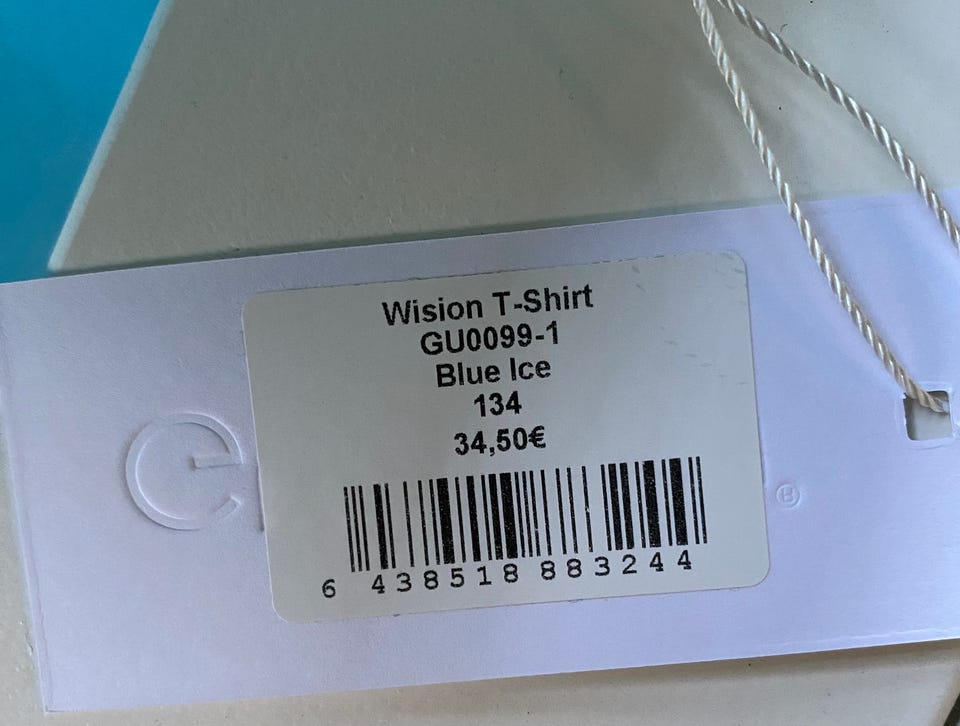 Wision T-Shirt
GU0099-1
Blue Ice
134
34,50€
6 438518 883244
e
®